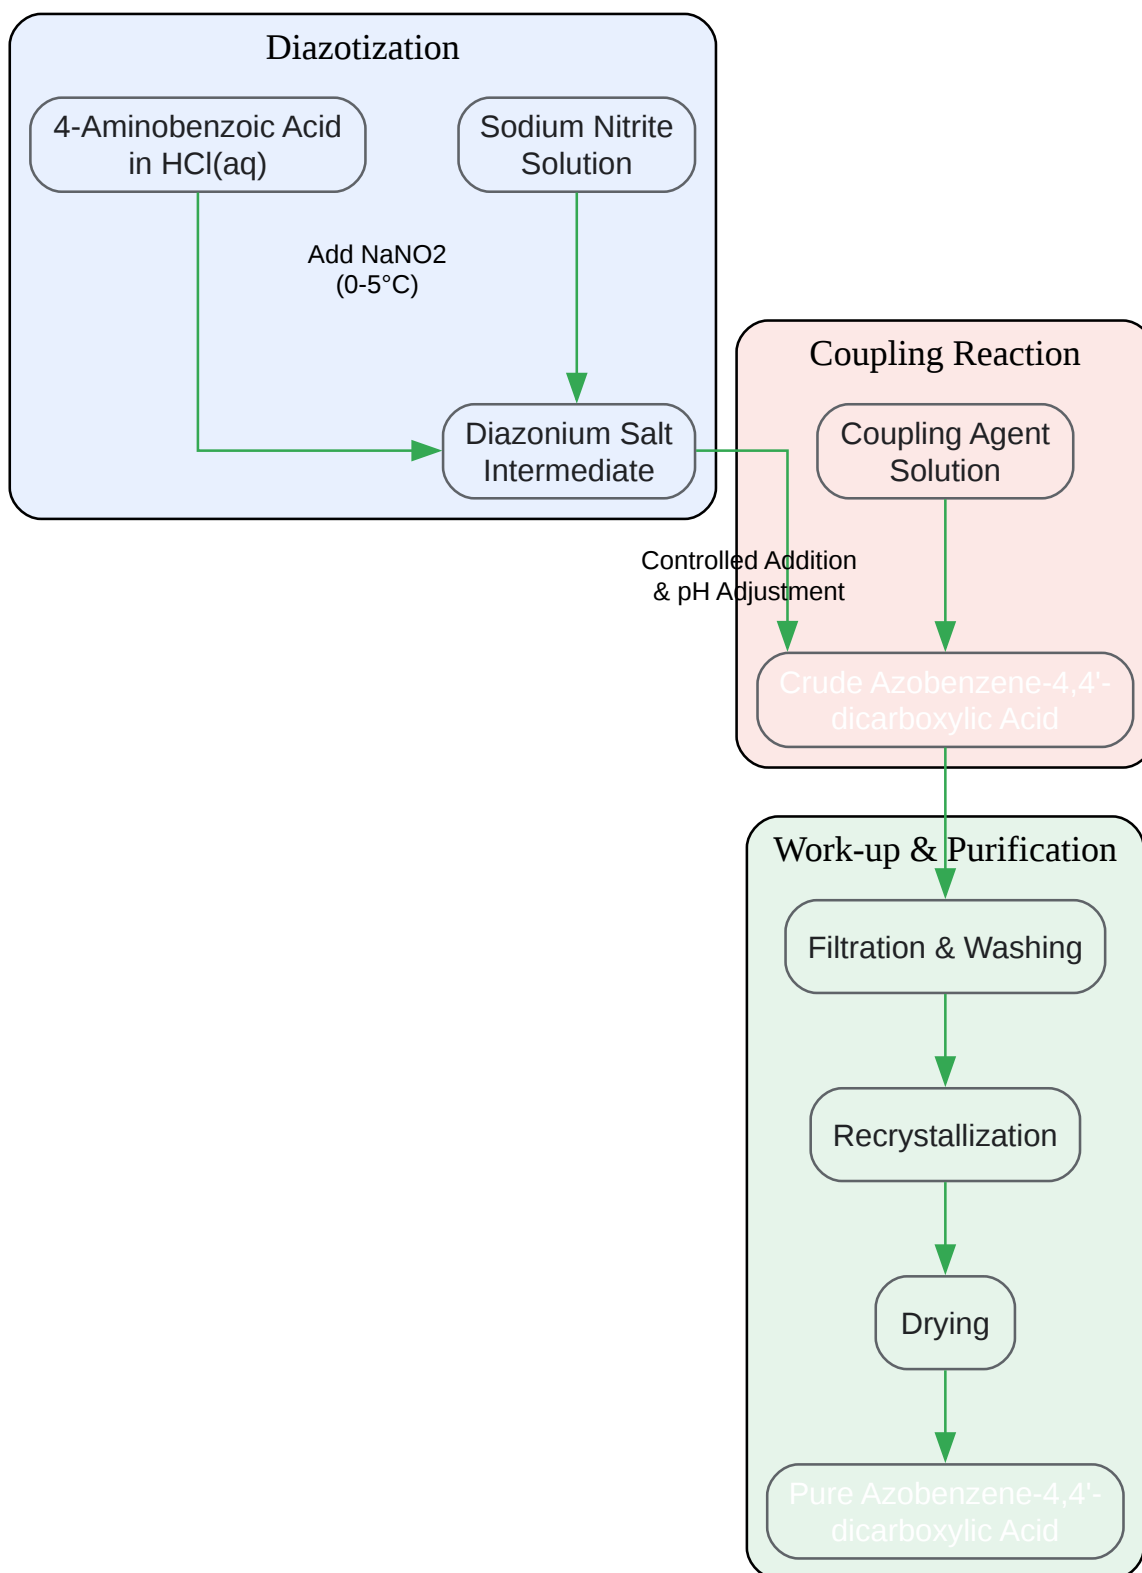 Diazotization
4-Aminobenzoic Acid
in HCl(aq)
Sodium Nitrite
Solution
Add NaNO2
(0-5°C)
Diazonium Salt
Intermediate
Coupling Reaction
Coupling Agent
Solution
Controlled Addition
& pH Adjustment
Crude Azobenzene-4,4'-
dicarboxylic Acid
Work-up & Purification
Filtration & Washing
Recrystallization
Drying
Pure Azobenzene-4,4'-
dicarboxylic Acid